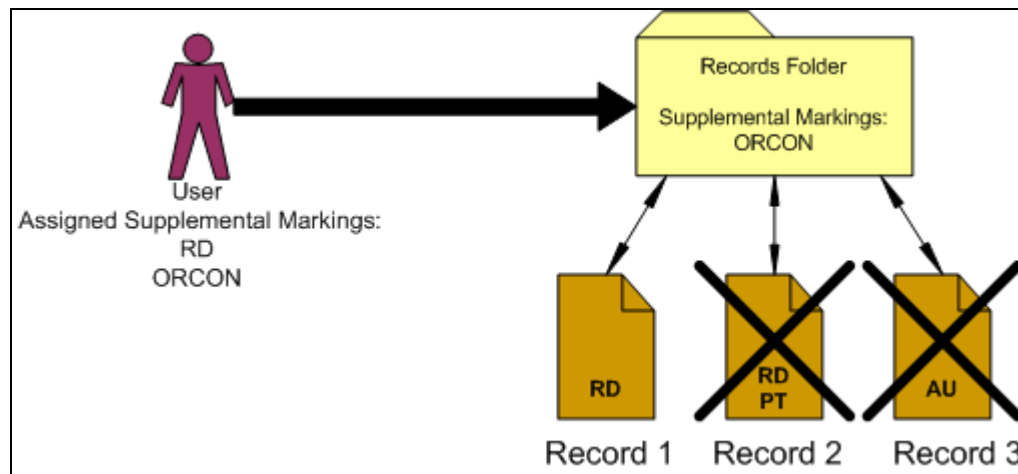 Records Folder
Supplemental Markings:
ORCON
User
Assigned Supplemental Markings:
RD
ORCON
RD
RD
PT
AU
Record 1
Record 2
Record 3